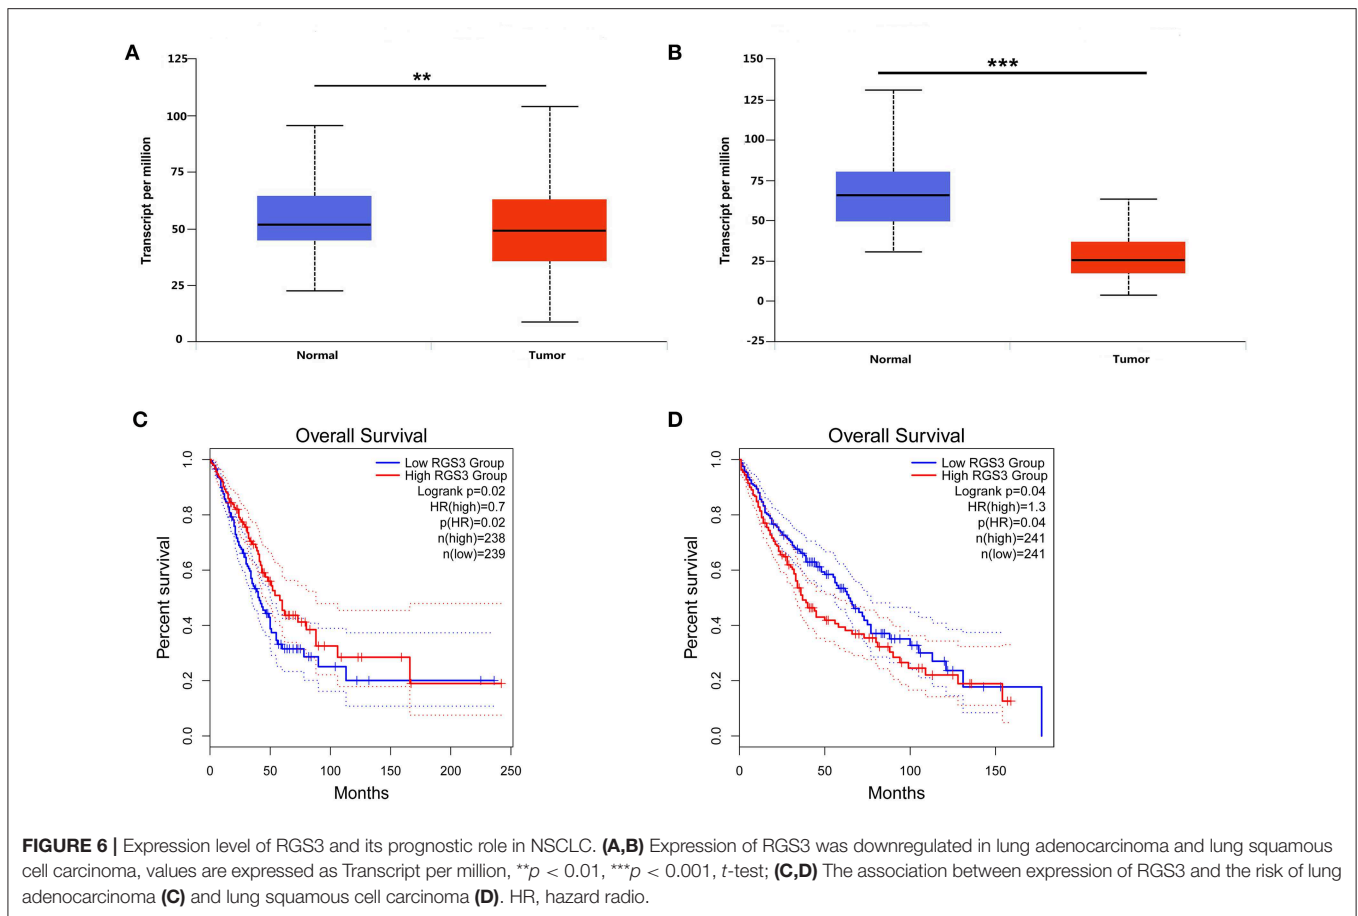 A
125
100
75
50
25
0
Transcript per million
**
Normal
Tumor
B
150
125
100
75
50
25
0
-25
Transcript per million
***
Normal
Tumor
C
Overall Survival
Low RGS3 Group
High RGS3 Group
Logrank p=0.02
HR(high)=0.7
p(HR)=0.02
n(high)=238
n(low)=239
Percent survival
1.0
0.8
0.6
0.4
0.2
0.0
0 50 100 150 200 250
Months
D
Overall Survival
Low RGS3 Group
High RGS3 Group
Logrank p=0.04
HR(high)=1.3
p(HR)=0.04
n(high)=241
n(low)=241
Percent survival
1.0
0.8
0.6
0.4
0.2
0.0
0 50 100 150
Months
FIGURE 6 | Expression level of RGS3 and its prognostic role in NSCLC. (A,B) Expression of RGS3 was downregulated in lung adenocarcinoma and lung squamous
cell carcinoma, values are expressed as Transcript per million, **p < 0.01, ***p < 0.001, t-test; (C,D) The association between expression of RGS3 and the risk of lung
adenocarcinoma (C) and lung squamous cell carcinoma (D). HR, hazard radio.